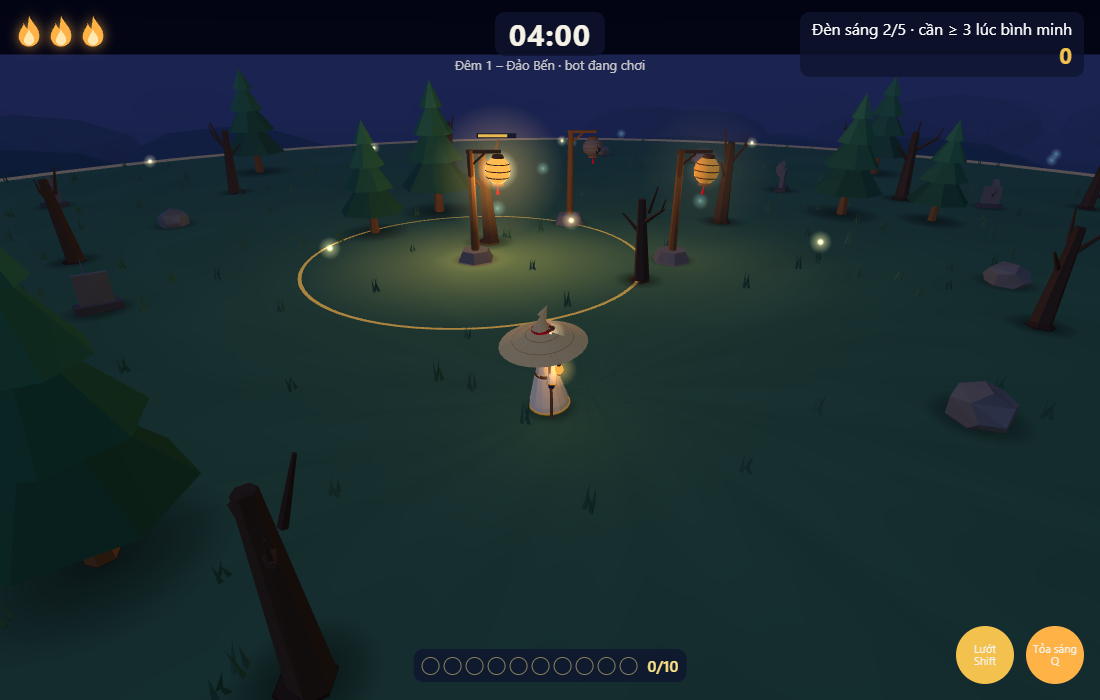 04:00
Đêm 1 – Đảo Bến · bot đang chơi
Đèn sáng 2/5 · cần ≥ 3 lúc bình minh
0
0/10
Lướt
Shift
Tỏa sáng
Q